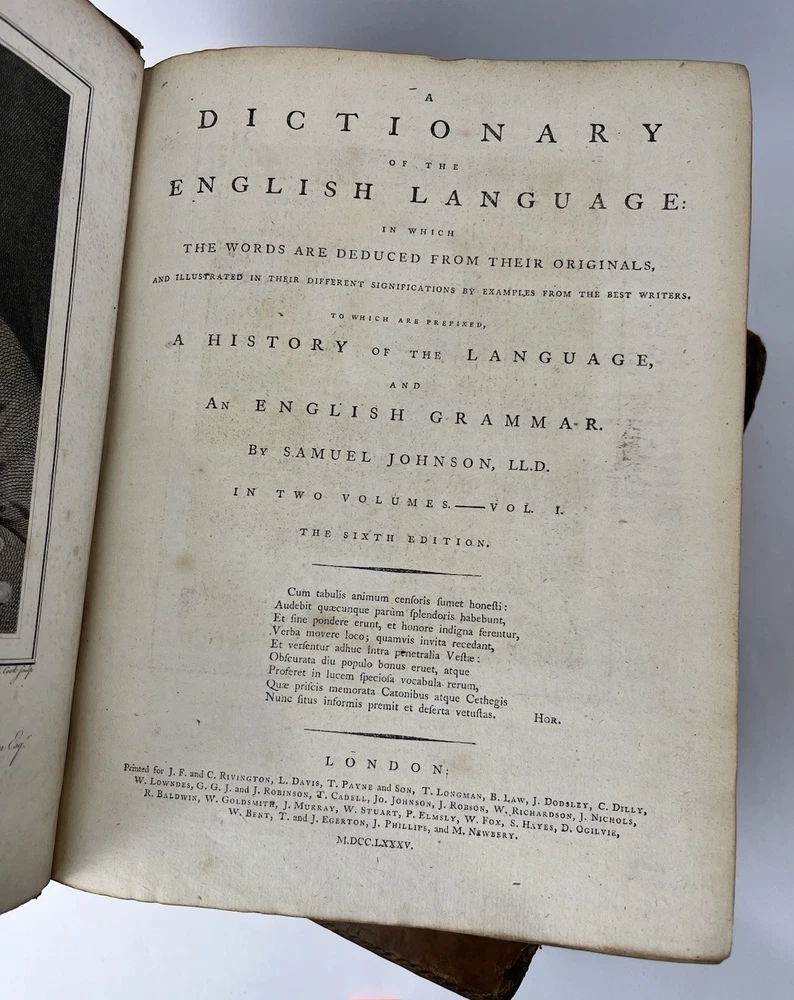 A
DICTIONARY
OF THE
ENGLISH LANGUAGE:
IN WHICH
THE WORDS ARE DEDUCED FROM THEIR ORIGINALS,
AND ILLUSTRATED IN THEIR DIFFERENT SIGNIFICATIONS BY EXAMPLES FROM THE BEST WRITERS.
TO WHICH ARE PREFIXED,
A HISTORY OF THE LANGUAGE,
AND
AN ENGLISH GRAMMAR.
BY SAMUEL JOHNSON, LL.D.
IN TWO VOLUMES.——VOL. I.
THE SIXTH EDITION.
Cum tabulis animum cenſoris ſumet honeſti:
Audebit quæcunque parùm ſplendoris habebunt,
Et ſine pondere erunt, et honore indigna ferentur,
Verba movere loco; quamvis invita recedant,
Et verſentur adhuc intra penetralia Veſtæ:
Obſcurata diu populo bonus eruet, atque
Proferet in lucem ſpecioſa vocabula rerum,
Quæ priſcis memorata Catonibus atque Cethegis
Nunc ſitus informis premit et deſerta vetuſtas. HOR.
LONDON:
Printed for J. F. and C. RIVINGTON, L. DAVIS, T. PAYNE and SON, T. LONGMAN, B. LAW, J. DODSLEY, C. DILLY,
W. LOWNDES, G. G. J. and J. ROBINSON, T. CADELL, JO. JOHNSON, J. ROBSON, W. RICHARDSON, J. NICHOLS,
R. BALDWIN, W. GOLDSMITH, J. MURRAY, W. STUART, P. ELMSLY, W. FOX, S. HAYES, D. OGILVIE,
W. BENT, T. and J. EGERTON, J. PHILLIPS, and M. NEWBERY.
M.DCC.LXXXV.